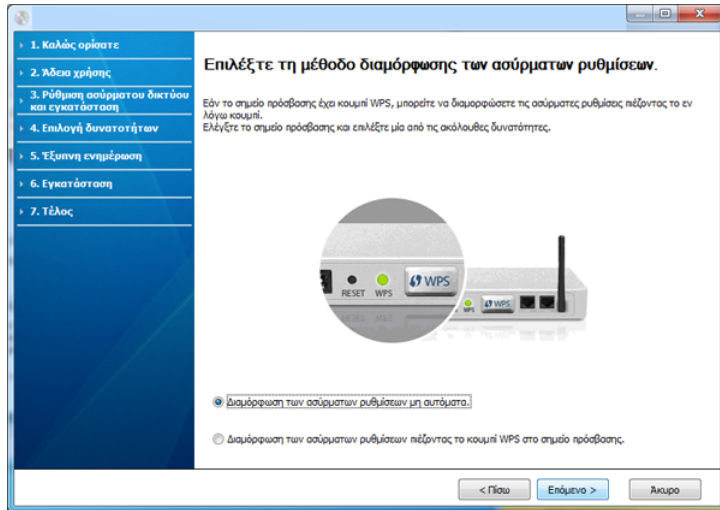 1. Καλώς ορίσατε
2. Άδεια χρήσης
3. Ρύθμιση ασύρματου δικτύου
και εγκατάσταση
4. Επιλογή δυνατοτήτων
5. Έξυπνη ενημέρωση
6. Εγκατάσταση
7. Τέλος
Επιλέξτε τη μέθοδο διαμόρφωσης των ασύρματων ρυθμίσεων.
Εάν το σημείο πρόσβασης έχει κουμπί WPS, μπορείτε να διαμορφώσετε τις ασύρματες ρυθμίσεις πιέζοντας το εν
λόγω κουμπί.
Ελέγξτε το σημείο πρόσβασης και επιλέξτε μία από τις ακόλουθες δυνατότητες.
WPS
RESET WPS
WPS WPS
Διαμόρφωση των ασύρματων ρυθμίσεων μη αυτόματα.
Διαμόρφωση των ασύρματων ρυθμίσεων πιέζοντας το κουμπί WPS στο σημείο πρόσβασης.
< Πίσω Επόμενο > Άκυρο